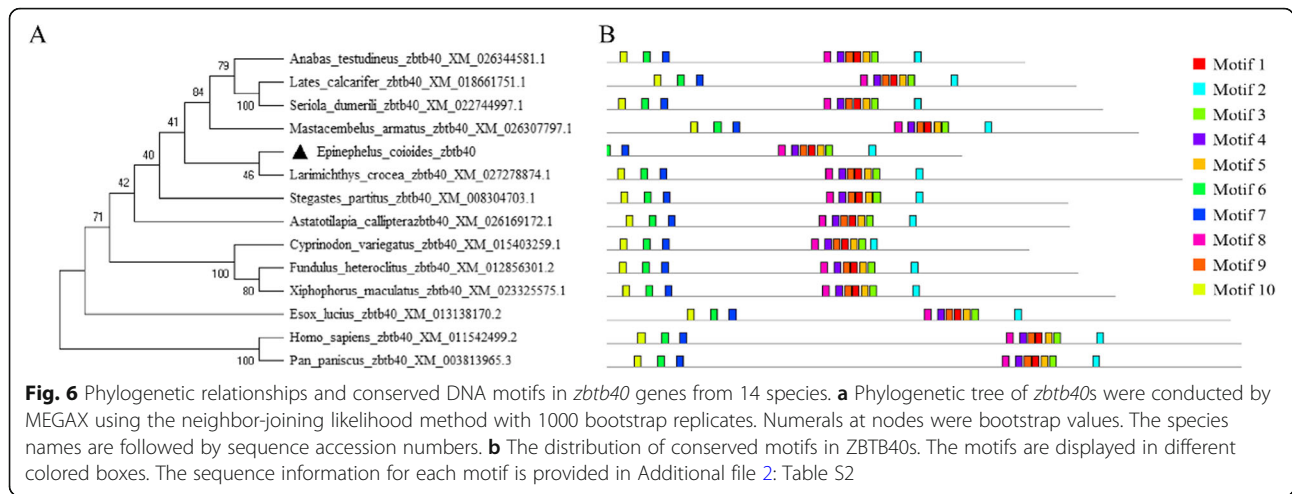 A
B
79
Anabas_testudineus_zbtb40_XM_026344581.1
Motif 1
84
Lates_calcarifer_zbtb40_XM_018661751.1
Motif 2
100
Seriola_dumerili_zbtb40_XM_022744997.1
Motif 3
41
Mastacembelus_armatus_zbtb40_XM_026307797.1
Motif 4
40
Epinephelus_coioides_zbtb40
Motif 5
46
Larimichthys_crocea_zbtb40_XM_027278874.1
Motif 6
42
Stegastes_partitus_zbtb40_XM_008304703.1
Motif 7
71
Astatotilapia_callipterazbtb40_XM_026169172.1
Motif 8
Cyprinodon_variegatus_zbtb40_XM_015403259.1
Motif 9
100
Fundulus_heteroclitus_zbtb40_XM_012856301.2
Motif 10
80
Xiphophorus_maculatus_zbtb40_XM_023325575.1
Esox_lucius_zbtb40_XM_013138170.2
Homo_sapiens_zbtb40_XM_011542499.2
100
Pan_paniscus_zbtb40_XM_003813965.3
Fig. 6 Phylogenetic relationships and conserved DNA motifs in zbtb40 genes from 14 species. a Phylogenetic tree of zbtb40s were conducted by
MEGAX using the neighbor-joining likelihood method with 1000 bootstrap replicates. Numerals at nodes were bootstrap values. The species
names are followed by sequence accession numbers. b The distribution of conserved motifs in ZBTB40s. The motifs are displayed in different
colored boxes. The sequence information for each motif is provided in Additional file 2: Table S2